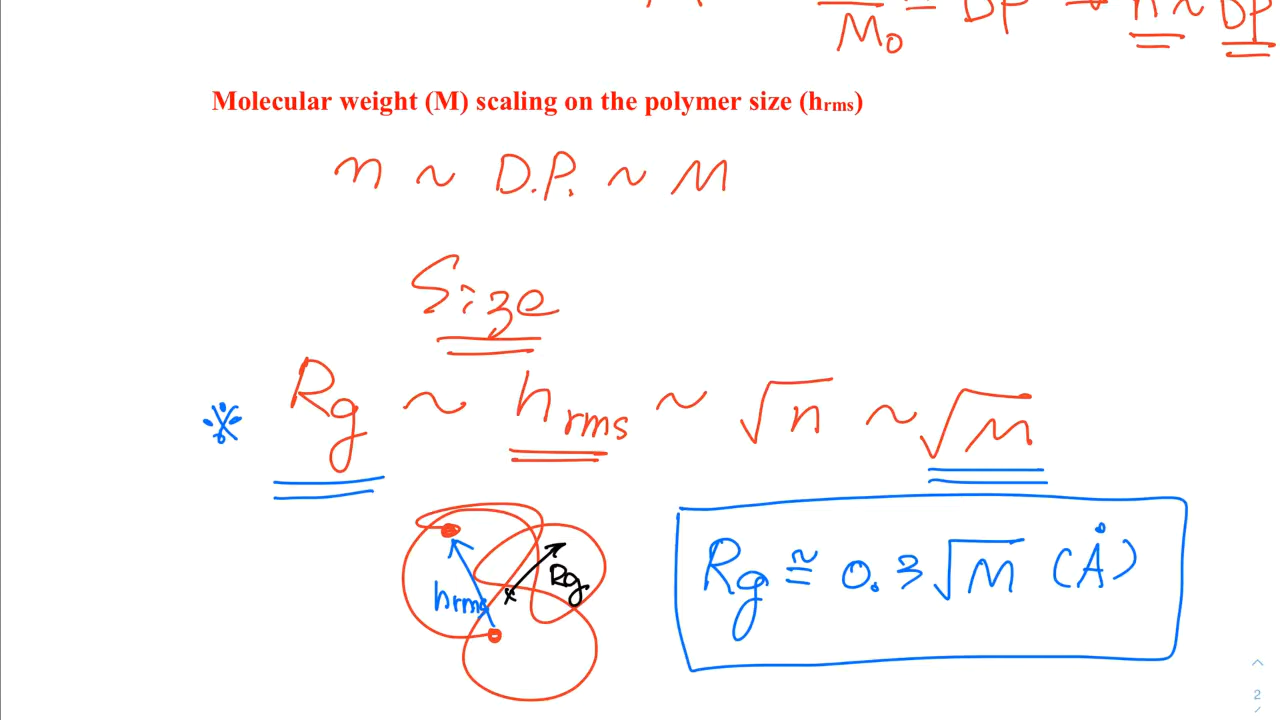 M₀ = DP → n ~ DP
Molecular weight (M) scaling on the polymer size (hrms)
n ~ D.P. ~ M
Size
※ Rg ~ hrms ~ √n ~ √M
hrms Rg
Rg ≅ 0.3 √M (Å)
2